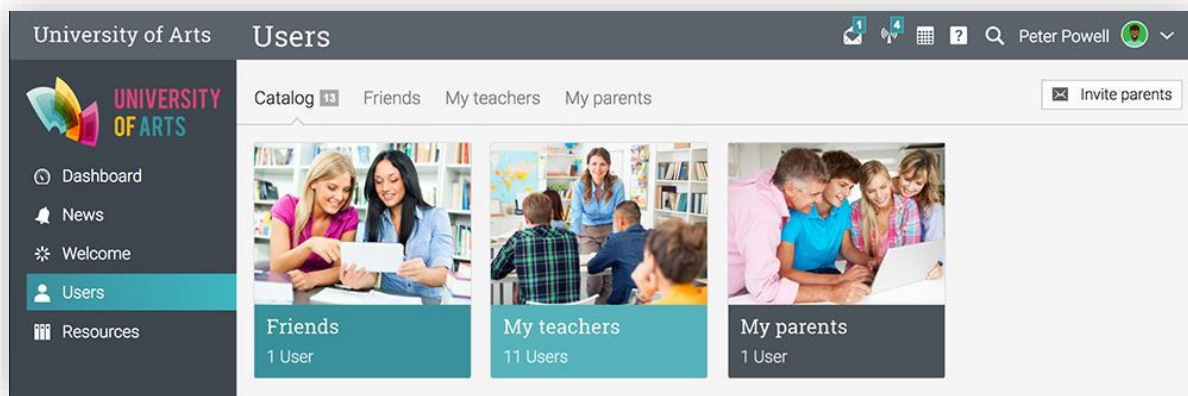 University of Arts
Users
1
4
?
Peter Powell
UNIVERSITY
OF ARTS
Dashboard
News
Welcome
Users
Resources
Catalog 13
Friends
My teachers
My parents
Invite parents
Friends
1 User
My teachers
11 Users
My parents
1 User